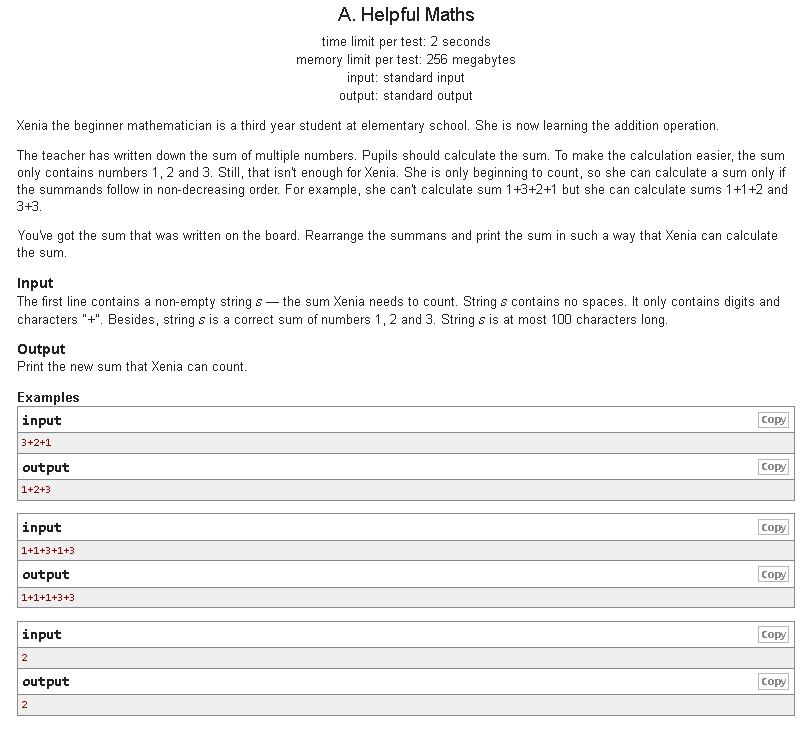 A. Helpful Maths
time limit per test: 2 seconds
memory limit per test: 256 megabytes
input: standard input
output: standard output
Xenia the beginner mathematician is a third year student at elementary school. She is now learning the addition operation.
The teacher has written down the sum of multiple numbers. Pupils should calculate the sum. To make the calculation easier, the sum
only contains numbers 1, 2 and 3. Still, that isn't enough for Xenia. She is only beginning to count, so she can calculate a sum only if
the summands follow in non-decreasing order. For example, she can't calculate sum 1+3+2+1 but she can calculate sums 1+1+2 and
3+3.
You've got the sum that was written on the board. Rearrange the summans and print the sum in such a way that Xenia can calculate
the sum.
Input
The first line contains a non-empty string s — the sum Xenia needs to count. String s contains no spaces. It only contains digits and
characters "+". Besides, string s is a correct sum of numbers 1, 2 and 3. String s is at most 100 characters long.
Output
Print the new sum that Xenia can count.
Examples
input Copy
3+2+1
output Copy
1+2+3
input Copy
1+1+3+1+3
output Copy
1+1+1+3+3
input Copy
2
output Copy
2